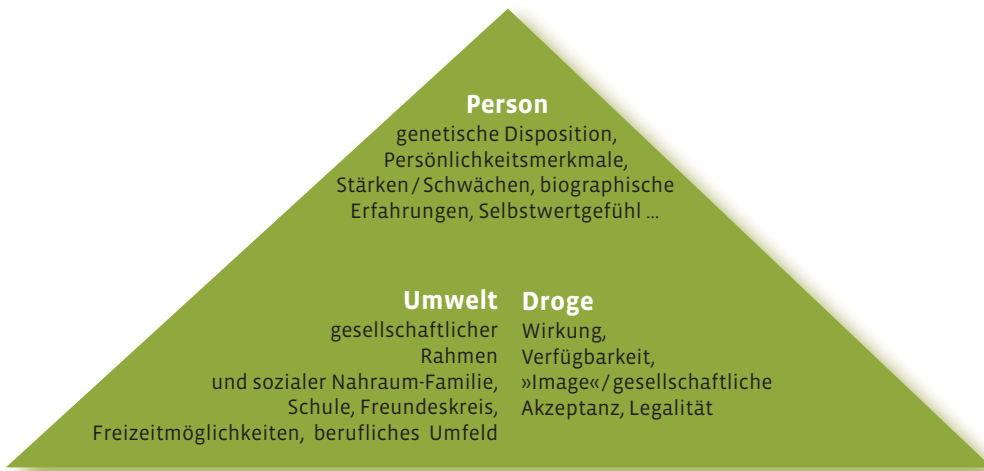 Person
genetische Disposition,
Persönlichkeitsmerkmale,
Stärken/Schwächen, biographische
Erfahrungen, Selbstwertgefühl ...
Umwelt
gesellschaftlicher
Rahmen
und sozialer Nahraum-Familie,
Schule, Freundeskreis,
Freizeitmöglichkeiten, berufliches Umfeld
Droge
Wirkung,
Verfügbarkeit,
»Image«/gesellschaftliche
Akzeptanz, Legalität